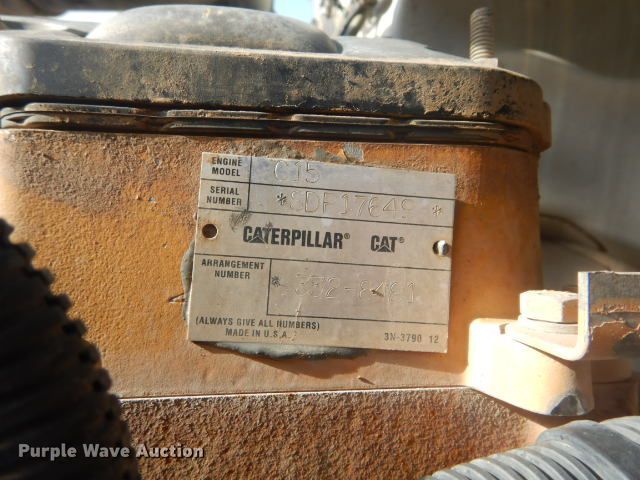 ENGINE MODEL C15
SERIAL NUMBER
CATERPILLAR® CAT®
ARRANGEMENT NUMBER
(ALWAYS GIVE ALL NUMBERS)
MADE IN U.S.A. 3N-3790 12
Purple Wave Auction